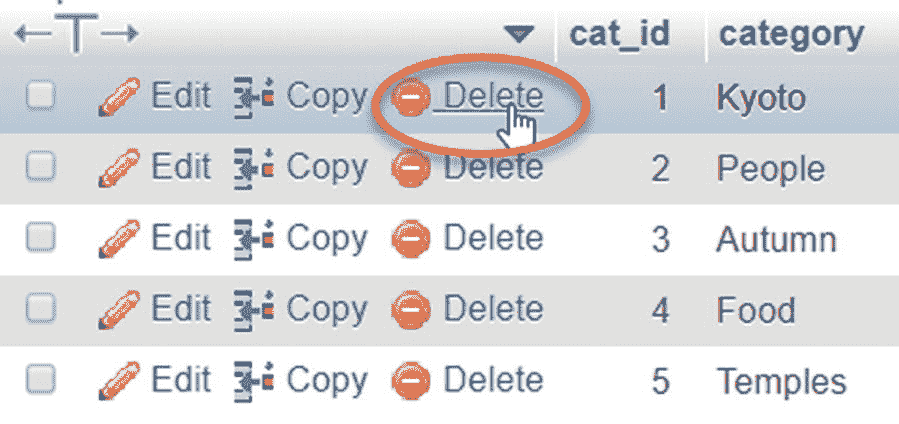 cat_id category
Edit Copy Delete 1 Kyoto
Edit Copy Delete 2 People
Edit Copy Delete 3 Autumn
Edit Copy Delete 4 Food
Edit Copy Delete 5 Temples